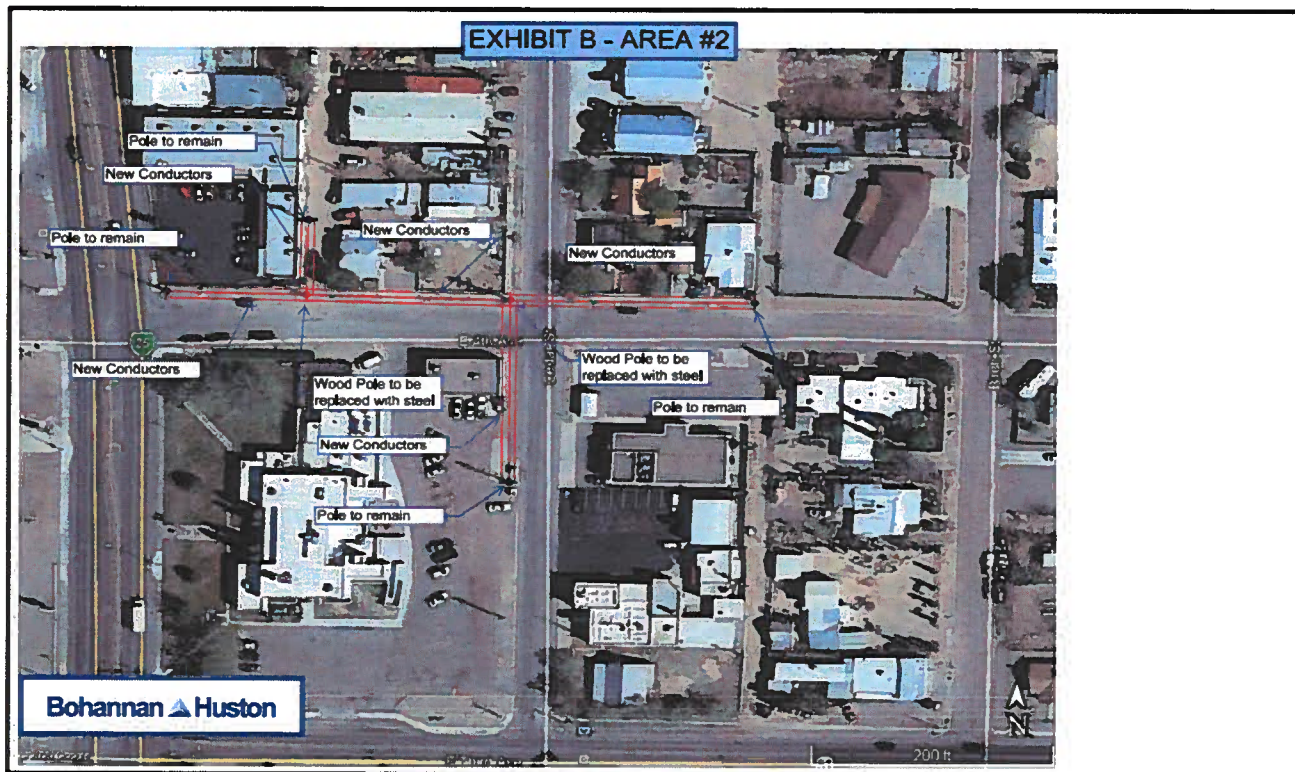 EXHIBIT B - AREA #2
Pole to remain
New Conductors
Pole to remain
New Conductors
New Conductors
New Conductors
Wood Pole to be
replaced with steel
Wood Pole to be
replaced with steel
Pole to remain
New Conductors
Pole to remain
Bohannan Huston
N
200 ft